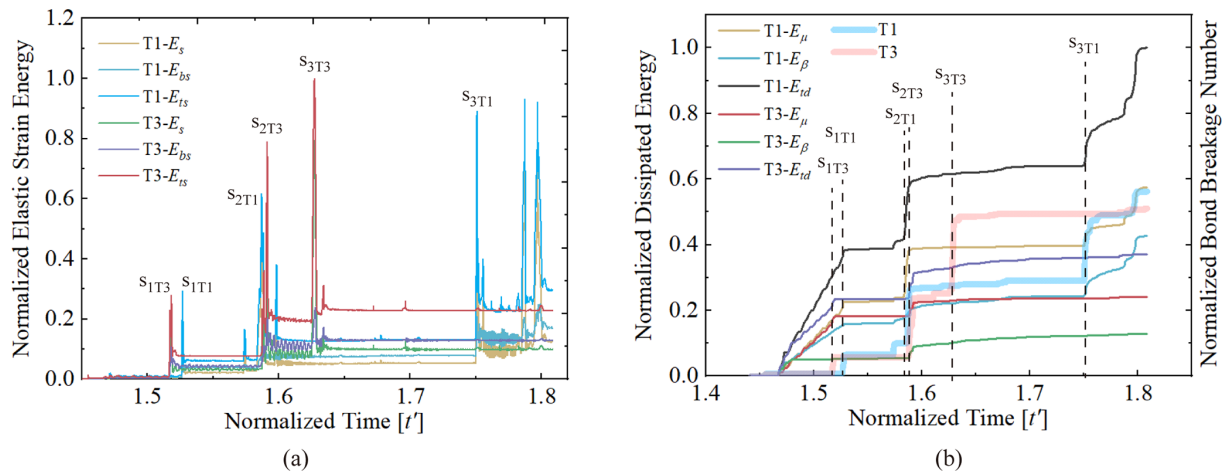 1.2
1.0
0.8
0.6
0.4
0.2
0.0
Normalized Elastic Strain Energy
T1-Es
T1-Ebs
T1-Ets
T3-Es
T3-Ebs
T3-Ets
s1T3
s1T1
s2T1
s2T3
s3T3
s3T1
1.5 1.6 1.7 1.8
Normalized Time [t′]
(a)
1.0
0.8
0.6
0.4
0.2
0.0
Normalized Dissipated Energy
T1-Eμ
T1-Eβ
T1-Etd
T3-Eμ
T3-Eβ
T3-Etd
T1
T3
s1T1
s1T3
s2T3
s2T1
s3T3
s3T1
1.4 1.5 1.6 1.7 1.8
Normalized Time [t′]
Normalized Bond Breakage Number
(b)